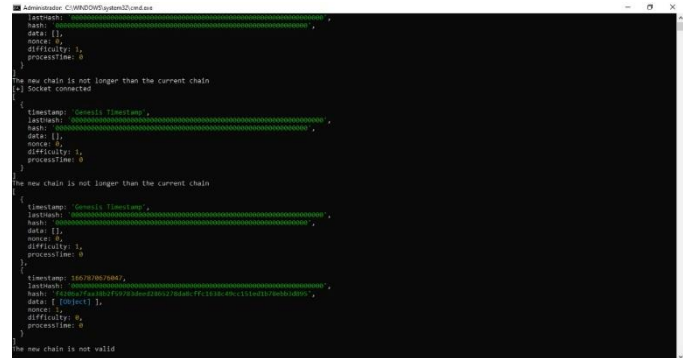 Administrador: C:\WINDOWS\system32\cmd.exe
lastHash: '0000000000000000000000000000000000000000000000000000000000000000',
hash: '0000000000000000000000000000000000000000000000000000000000000000',
data: [],
nonce: 0,
difficulty: 1,
processTime: 0
}
]
The new chain is not longer than the current chain
[+] Socket connected
[
{
timestamp: 'Genesis Timestamp',
lastHash: '0000000000000000000000000000000000000000000000000000000000000000',
hash: '0000000000000000000000000000000000000000000000000000000000000000',
data: [],
nonce: 0,
difficulty: 1,
processTime: 0
}
]
The new chain is not longer than the current chain
[
{
timestamp: 'Genesis Timestamp',
lastHash: '0000000000000000000000000000000000000000000000000000000000000000',
hash: '0000000000000000000000000000000000000000000000000000000000000000',
data: [],
nonce: 0,
difficulty: 1,
processTime: 0
},
{
timestamp: 1667070676047,
lastHash: '0000000000000000000000000000000000000000000000000000000000000000',
hash:
data: [ [Object] ],
nonce: 1,
difficulty: 0,
processTime: 0
}
]
The new chain is not valid